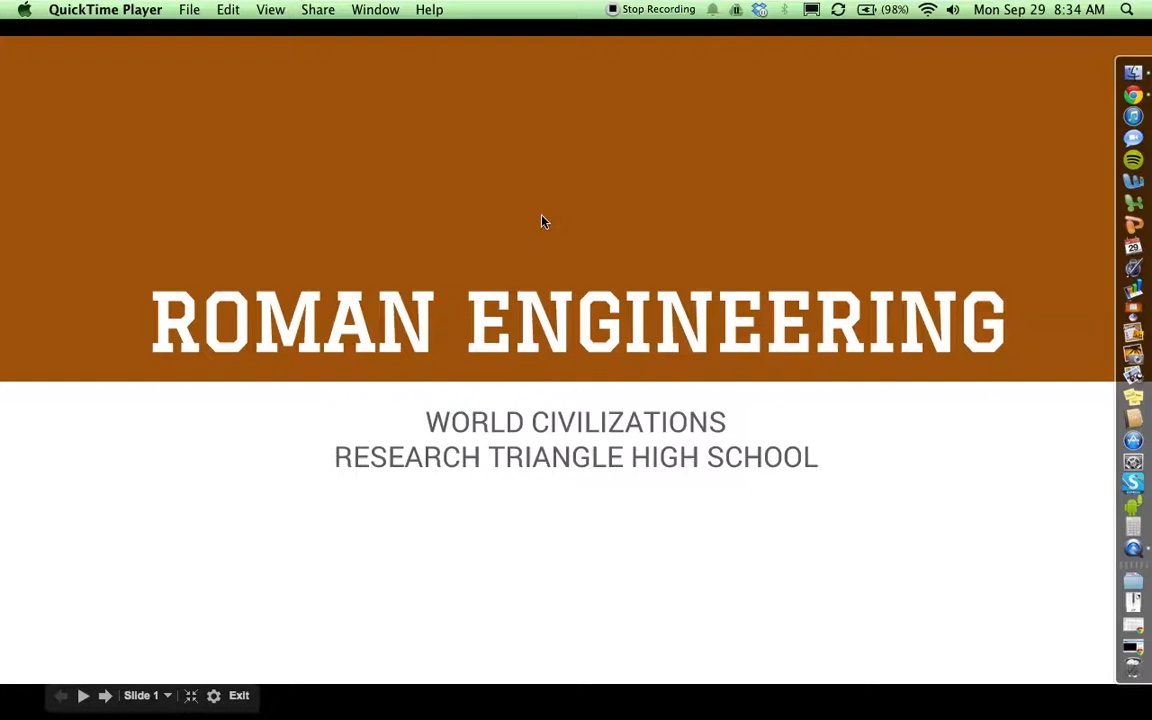 QuickTime Player File Edit View Share Window Help Stop Recording (98%) Mon Sep 29 8:34 AM
ROMAN ENGINEERING
WORLD CIVILIZATIONS
RESEARCH TRIANGLE HIGH SCHOOL
Slide 1 Exit